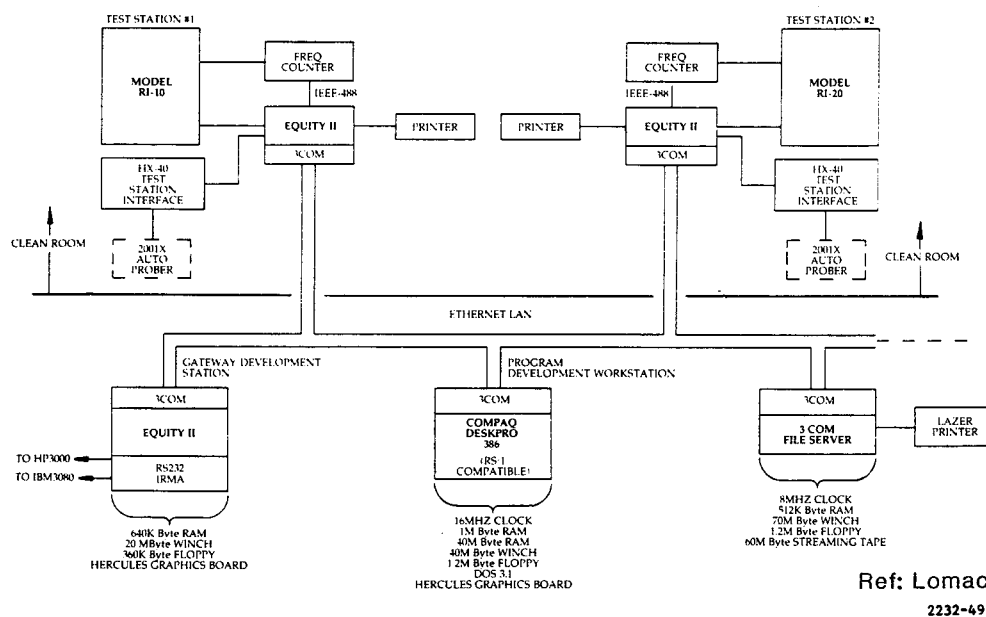 TEST STATION #1
MODEL
RI-10
FREQ
COUNTER
IEEE-488
EQUITY II
3COM
PRINTER
HX-40
TEST
STATION
INTERFACE
CLEAN ROOM
2001X
AUTO
PROBER
TEST STATION #2
FREQ
COUNTER
MODEL
RI-20
IEEE-488
PRINTER
EQUITY II
3COM
HX-40
TEST
STATION
INTERFACE
2001X
AUTO
PROBER
CLEAN ROOM
ETHERNET LAN
GATEWAY DEVELOPMENT
STATION
3COM
EQUITY II
TO HP3000
TO IBM3080
RS232
IRMA
640K Byte RAM
20 MByte WINCH
360K Byte FLOPPY
HERCULES GRAPHICS BOARD
PROGRAM
DEVELOPMENT WORKSTATION
3COM
COMPAQ
DESKPRO
386
(RS-1
COMPATIBLE)
16MHZ CLOCK
1M Byte RAM
40M Byte RAM
40M Byte WINCH
1.2M Byte FLOPPY
DOS 3.1
HERCULES GRAPHICS BOARD
3COM
3 COM
FILE SERVER
LAZER
PRINTER
8MHZ CLOCK
512K Byte RAM
70M Byte WINCH
1.2M Byte FLOPPY
60M Byte STREAMING TAPE
Ref: Lomac
2232-49